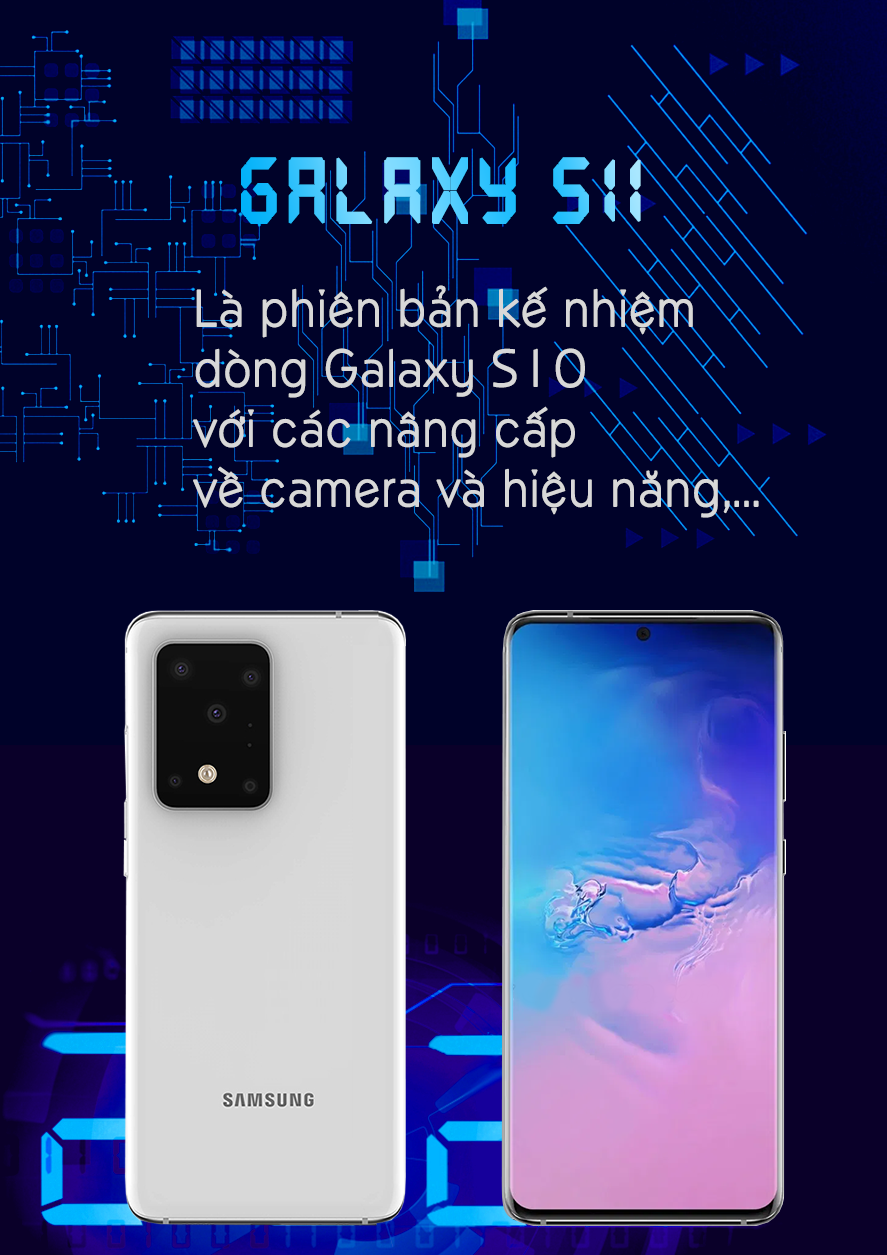 GALAXY S11
Là phiên bản kế nhiệm
dòng Galaxy S10
với các nâng cấp
về camera và hiệu năng,...
SAMSUNG